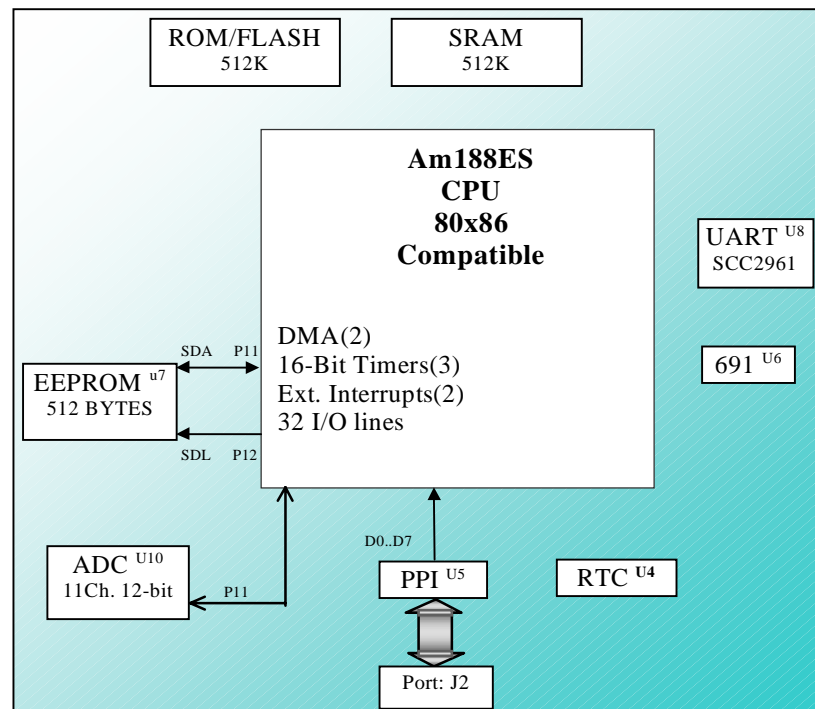 ROM/FLASH
512K
SRAM
512K
Am188ES
CPU
80x86
Compatible
UART U8
SCC2961
DMA(2)
16-Bit Timers(3)
Ext. Interrupts(2)
32 I/O lines
SDA P11
EEPROM u7
512 BYTES
SDL P12
691 U6
D0..D7
ADC U10
11Ch. 12-bit
P11
PPI U5
RTC U4
Port: J2